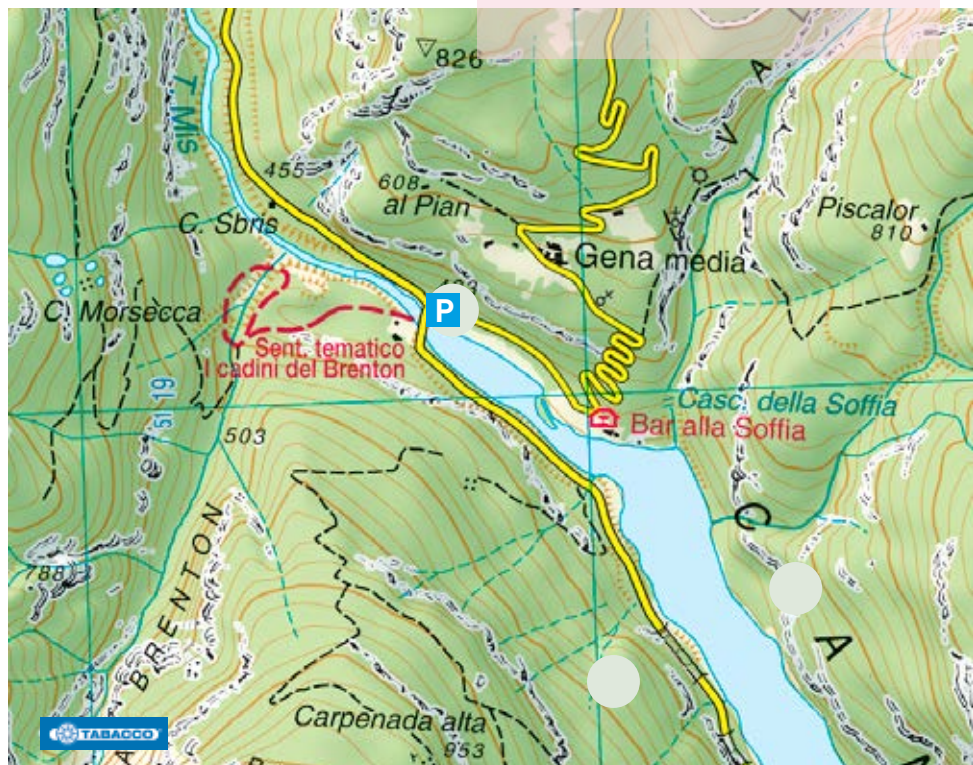 826
T. Mis
V
A
455
608
al Pian
C. Sbris
Piscalor
810
Gena media
P
C. Morsecca
Sent. tematico
I cadini del Brenton
51 19
Casc. della Soffia
Bar alla Soffia
503
C
BRENTON
788
A
Carpenada alta
953
TABACCO